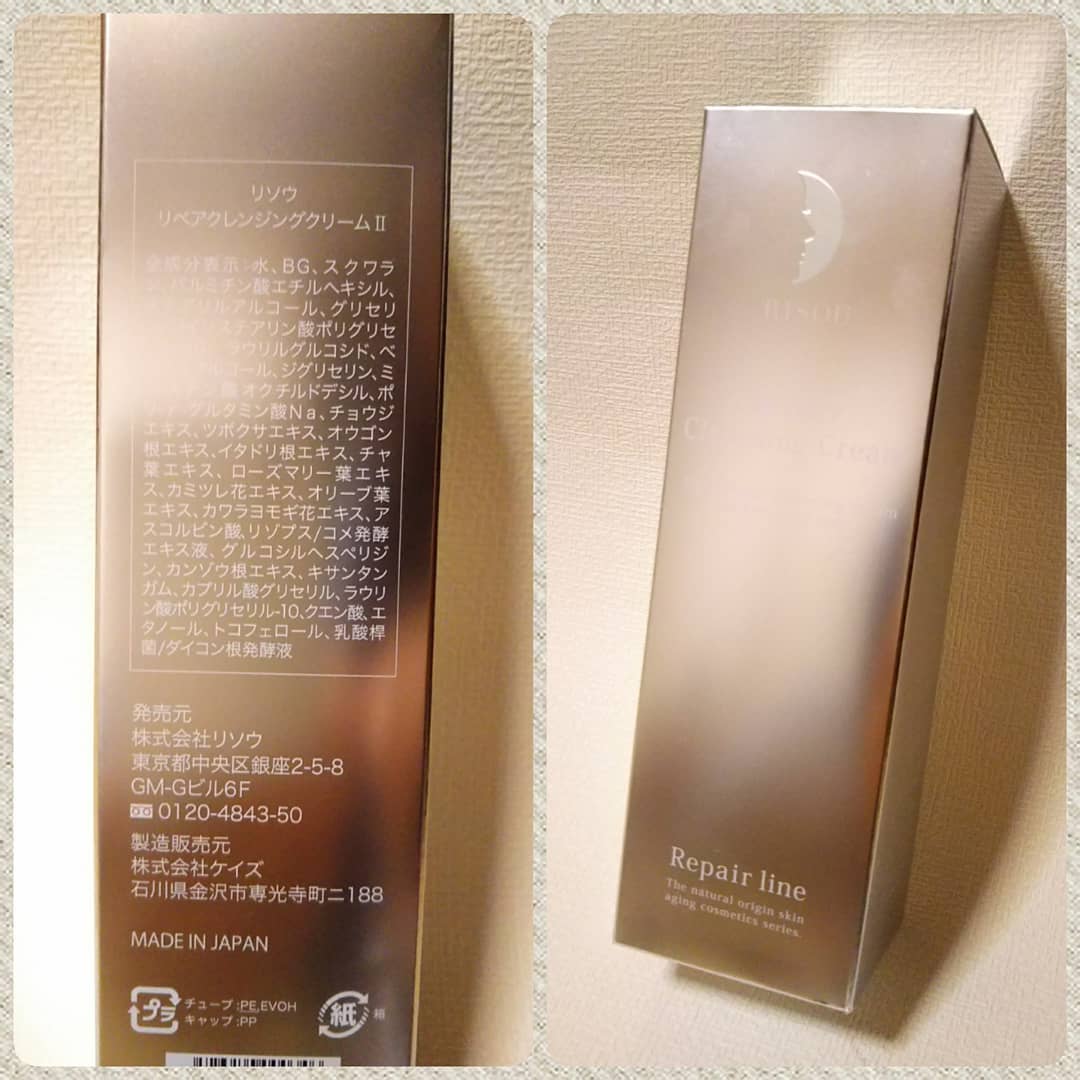 リソウ
リペアクレンジングクリームⅡ
全成分表示:水、BG、スクワラ
ン、パルミチン酸エチルヘキシル、
リルアルコール、グリセリ
イソステアリン酸ポリグリセ
ラウリルグルコシド、ベ
コール、ジグリセリン、ミ
酸オクチルドデシル、ポ
グルタミン酸Na、チョウジ
エキス、ツボクサエキス、オウゴン
根エキス、イタドリ根エキス、チャ
葉エキス、ローズマリー葉エキ
ス、カミツレ花エキス、オリーブ葉
エキス、カワラヨモギ花エキス、ア
スコルビン酸、リゾプス/コメ発酵
エキス液、グルコシルヘスペリジ
ン、カンゾウ根エキス、キサンタン
ガム、カプリル酸グリセリル、ラウリ
ン酸ポリグリセリル-10、クエン酸、エ
タノール、トコフェロール、乳酸桿
菌/ダイコン根発酵液
発売元
株式会社リソウ
東京都中央区銀座2-5-8
GM-Gビル6F
0120-4843-50
製造販売元
株式会社ケイズ
石川県金沢市専光寺町ニ188
MADE IN JAPAN
プラ
チューブ:PE,EVOH
キャップ:PP
紙
箱
RISOU
Cream
Repair line
The natural origin skin
aging cosmetics series.